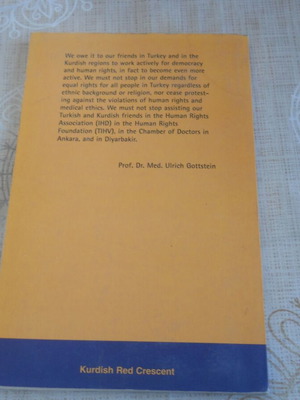 We owe it to our friends in Turkey and in the
Kurdish regions to work actively for democracy
and human rights, in fact to become even more
active. We must not stop in our demands for
equal rights for all people in Turkey regardless of
ethnic background or religion, nor cease protest-
ing against the violations of human rights and
medical ethics. We must not stop assisting our
Turkish and Kurdish friends in the Human Rights
Association (IHD) in the Human Rights
Foundation (TIHV), in the Chamber of Doctors in
Ankara, and in Diyarbakir.
Prof. Dr. Med. Ulrich Gottstein
Kurdish Red Crescent